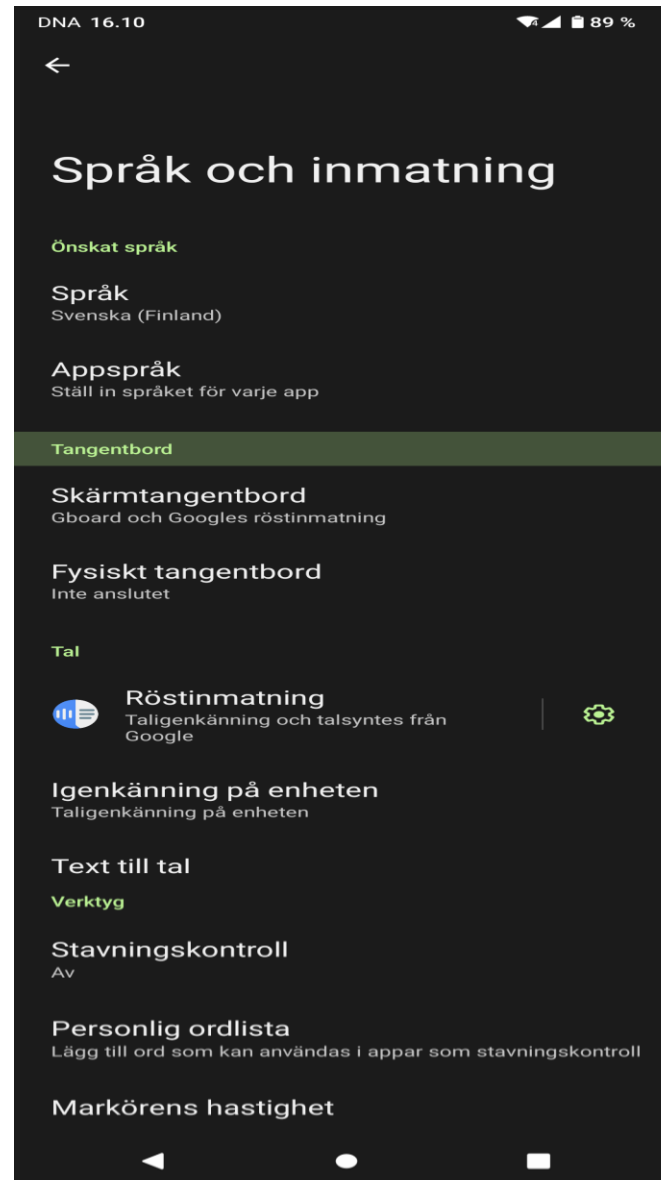 DNA 16.10
89 %
Språk och inmatning
Önskat språk
Språk
Svenska (Finland)
Appspråk
Ställ in språket för varje app
Tangentbord
Skärmtangentbord
Gboard och Googles röstinmatning
Fysiskt tangentbord
Inte anslutet
Tal
Röstinmatning
Taligenkänning och talsyntes från
Google
Igenkänning på enheten
Taligenkänning på enheten
Text till tal
Verktyg
Stavningskontroll
Av
Personlig ordlista
Lägg till ord som kan användas i appar som stavningskontroll
Markörens hastighet